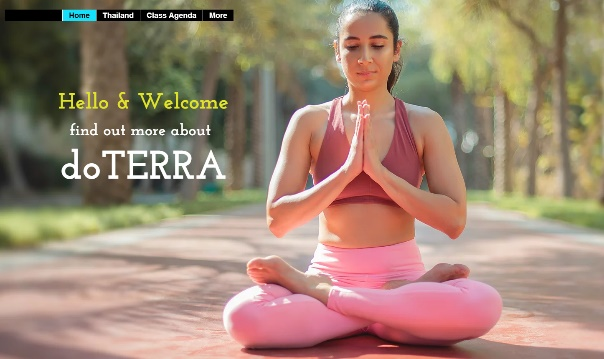 Home Thailand Class Agenda More
Hello & Welcome
find out more about
doTERRA